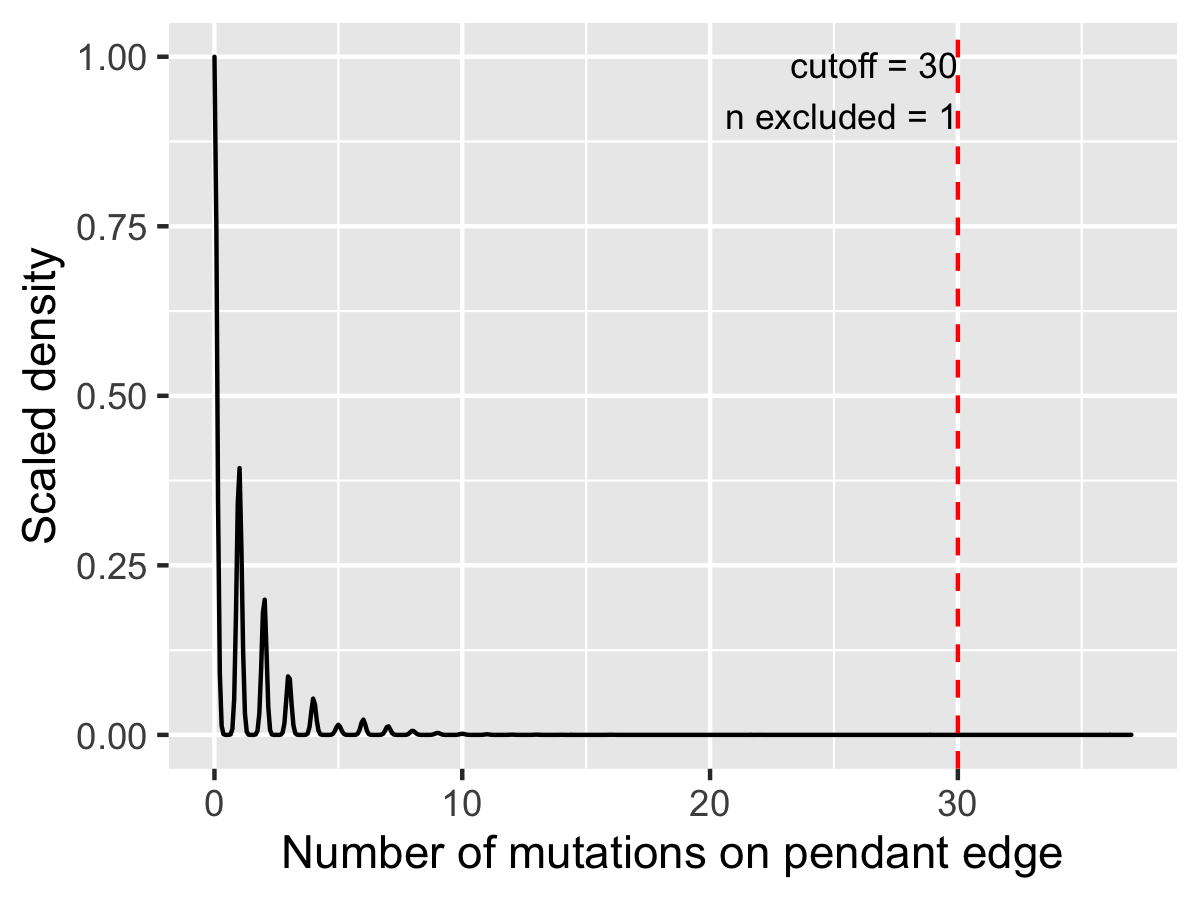 cutoff = 30
n excluded = 1
1.00
0.75
0.50
0.25
0.00
Scaled density
0 10 20 30
Number of mutations on pendant edge